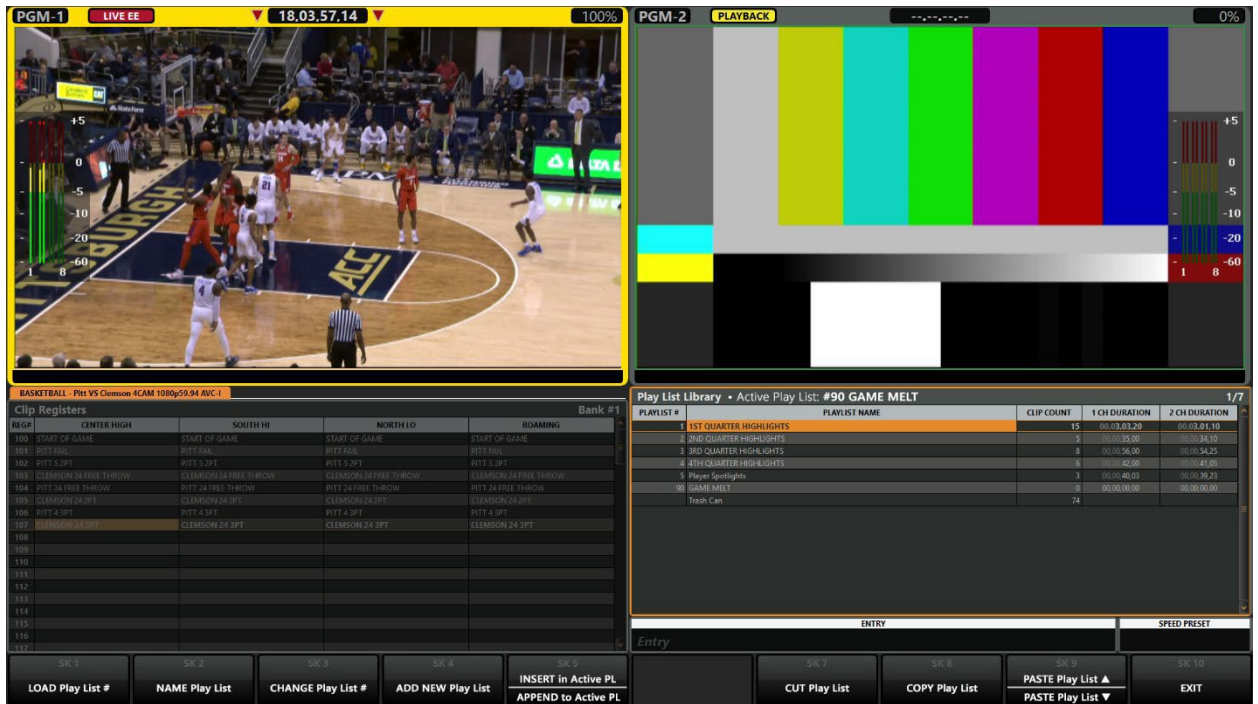 PGM-1 LIVE EE 18.03.57.14 100%
PGM-2 PLAYBACK --.--.--.-- 0%
StateFarm
CAT
DELTA
21
4
PITTSBURGH
ACC
+5
0
-5
-10
-20
-60
1 8
+5
0
-5
-10
-20
-60
1 8
BASKETBALL - Pitt VS Clemson 4CAM 1080p59.94 AVC-I
Clip Registers Bank #1
REG# CENTER HIGH SOUTH HI NORTH LO ROAMING
100 START OF GAME START OF GAME START OF GAME START OF GAME
101 PITT FAIL PITT FAIL PITT FAIL PITT FAIL
102 PITT 5 2PT PITT 5 2PT PITT 5 2PT PITT 5 2PT
103 CLEMSON 24 FREE THROW CLEMSON 24 FREE THROW CLEMSON 24 FREE THROW CLEMSON 24 FREE THROW
104 PITT 24 FREE THROW PITT 24 FREE THROW PITT 24 FREE THROW PITT 24 FREE THROW
105 CLEMSON 24 2PT CLEMSON 24 2PT CLEMSON 24 2PT CLEMSON 24 2PT
106 PITT 4 3PT PITT 4 3PT PITT 4 3PT PITT 4 3PT
107 CLEMSON 24 3PT CLEMSON 24 3PT CLEMSON 24 3PT CLEMSON 24 3PT
108
109
110
111
112
113
114
115
116
117
Play List Library • Active Play List: #90 GAME MELT 1/7
PLAYLIST # PLAYLIST NAME CLIP COUNT 1 CH DURATION 2 CH DURATION
1 1ST QUARTER HIGHLIGHTS 15 00.03.03.20 00.03.01.10
2 2ND QUARTER HIGHLIGHTS 5 00.00.35.00 00.00.34.10
3 3RD QUARTER HIGHLIGHTS 8 00.00.56.00 00.00.54.25
4 4TH QUARTER HIGHLIGHTS 6 00.00.42.00 00.00.41.05
5 Player Spotlights 3 00.00.40.03 00.00.39.23
90 GAME MELT 0 00.00.00.00 00.00.00.00
Trash Can 74
ENTRY SPEED PRESET
Entry
SK 1 SK 2 SK 3 SK 4 SK 5 SK 7 SK 8 SK 9 SK 10
LOAD Play List # NAME Play List CHANGE Play List # ADD NEW Play List INSERT in Active PL CUT Play List COPY Play List PASTE Play List ▲ EXIT
APPEND to Active PL PASTE Play List ▼